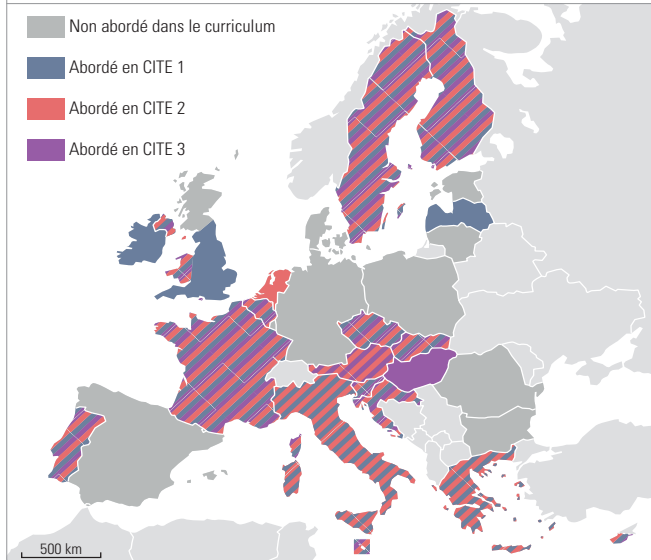 Non abordé dans le curriculum
Abordé en CITE 1
Abordé en CITE 2
Abordé en CITE 3
500 km